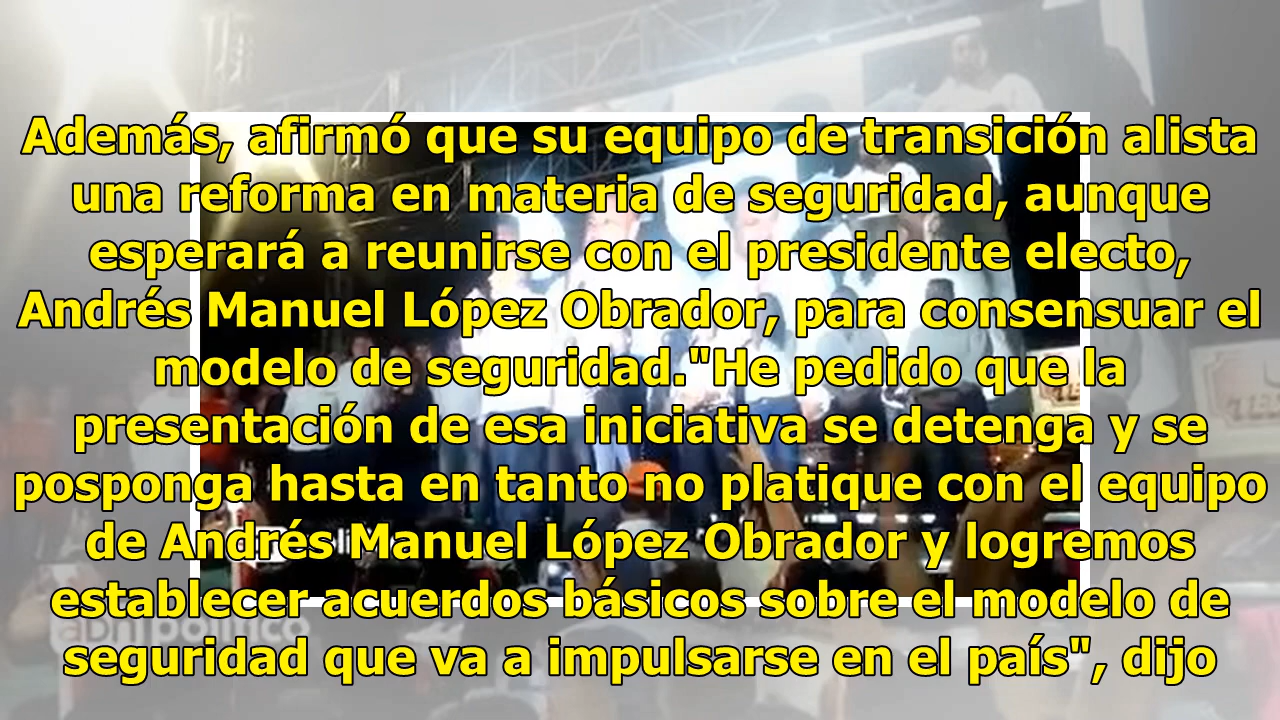 Además, afirmó que su equipo de transición alista
una reforma en materia de seguridad, aunque
esperará a reunirse con el presidente electo,
Andrés Manuel López Obrador, para consensuar el
modelo de seguridad."He pedido que la
presentación de esa iniciativa se detenga y se
posponga hasta en tanto no platique con el equipo
de Andrés Manuel López Obrador y logremos
establecer acuerdos básicos sobre el modelo de
adn político
seguridad que va a impulsarse en el país", dijo